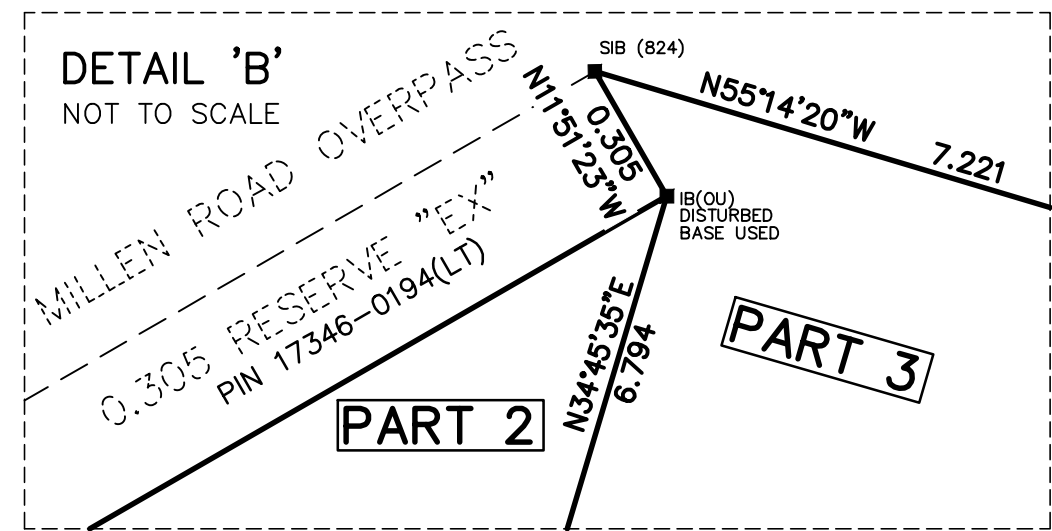 DETAIL 'B'
NOT TO SCALE
SIB (824)
MILLEN ROAD OVERPASS
N11°51'23"W
0.305
N55°14'20"W
7.221
IB(OU)
DISTURBED
BASE USED
0.305 RESERVE "EX"
PIN 17346-0194(LT)
N34°45'35"E
6.794
PART 3
PART 2